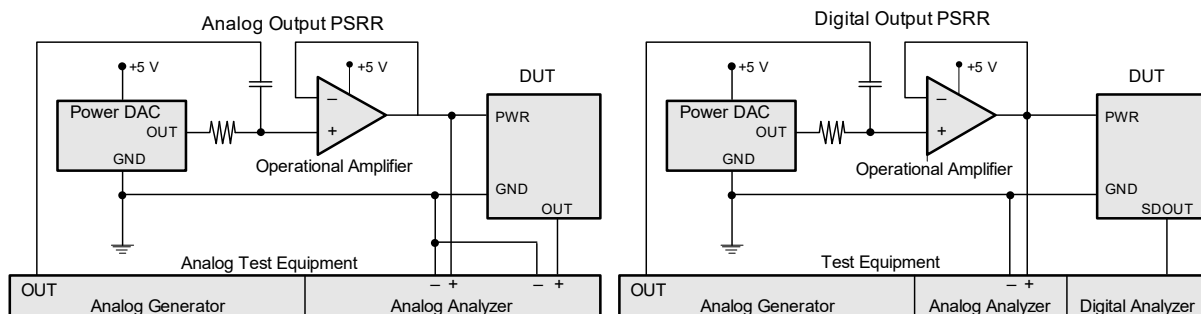 Analog Output PSRR
+5 V
+5 V
DUT
Power DAC
OUT
GND
–
+
Operational Amplifier
PWR
GND
OUT
Analog Test Equipment
– +
– +
OUT
Analog Generator
Analog Analyzer
Digital Output PSRR
+5 V
+5 V
DUT
Power DAC
OUT
GND
–
+
Operational Amplifier
PWR
GND
SDOUT
Test Equipment
– +
OUT
Analog Generator
Analog Analyzer
Digital Analyzer